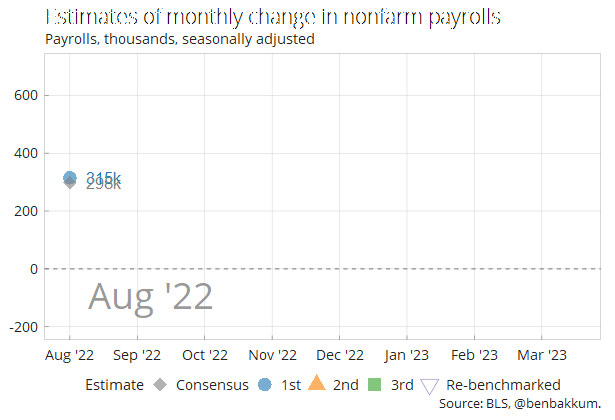 Estimates of monthly change in nonfarm payrolls
Payrolls, thousands, seasonally adjusted
600
400
315k
298k
200
0
Aug '22
-200
Aug '22 Sep '22 Oct '22 Nov '22 Dec '22 Jan '23 Feb '23 Mar '23
Estimate Consensus 1st 2nd 3rd Re-benchmarked
Source: BLS, @benbakkum.